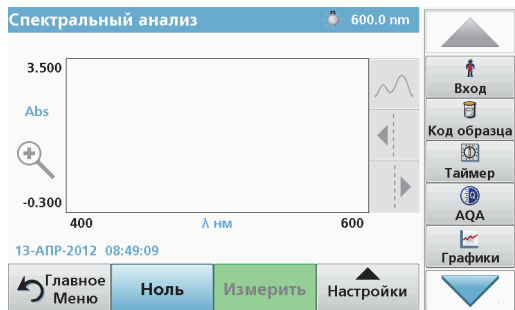 Спектральный анализ 600.0 nm
3.500
Abs
-0.300
400 λ нм 600
13-АПР-2012 08:49:09
Главное
Меню
Ноль
Измерить
Настройки
Вход
Код образца
Таймер
AQA
Графики